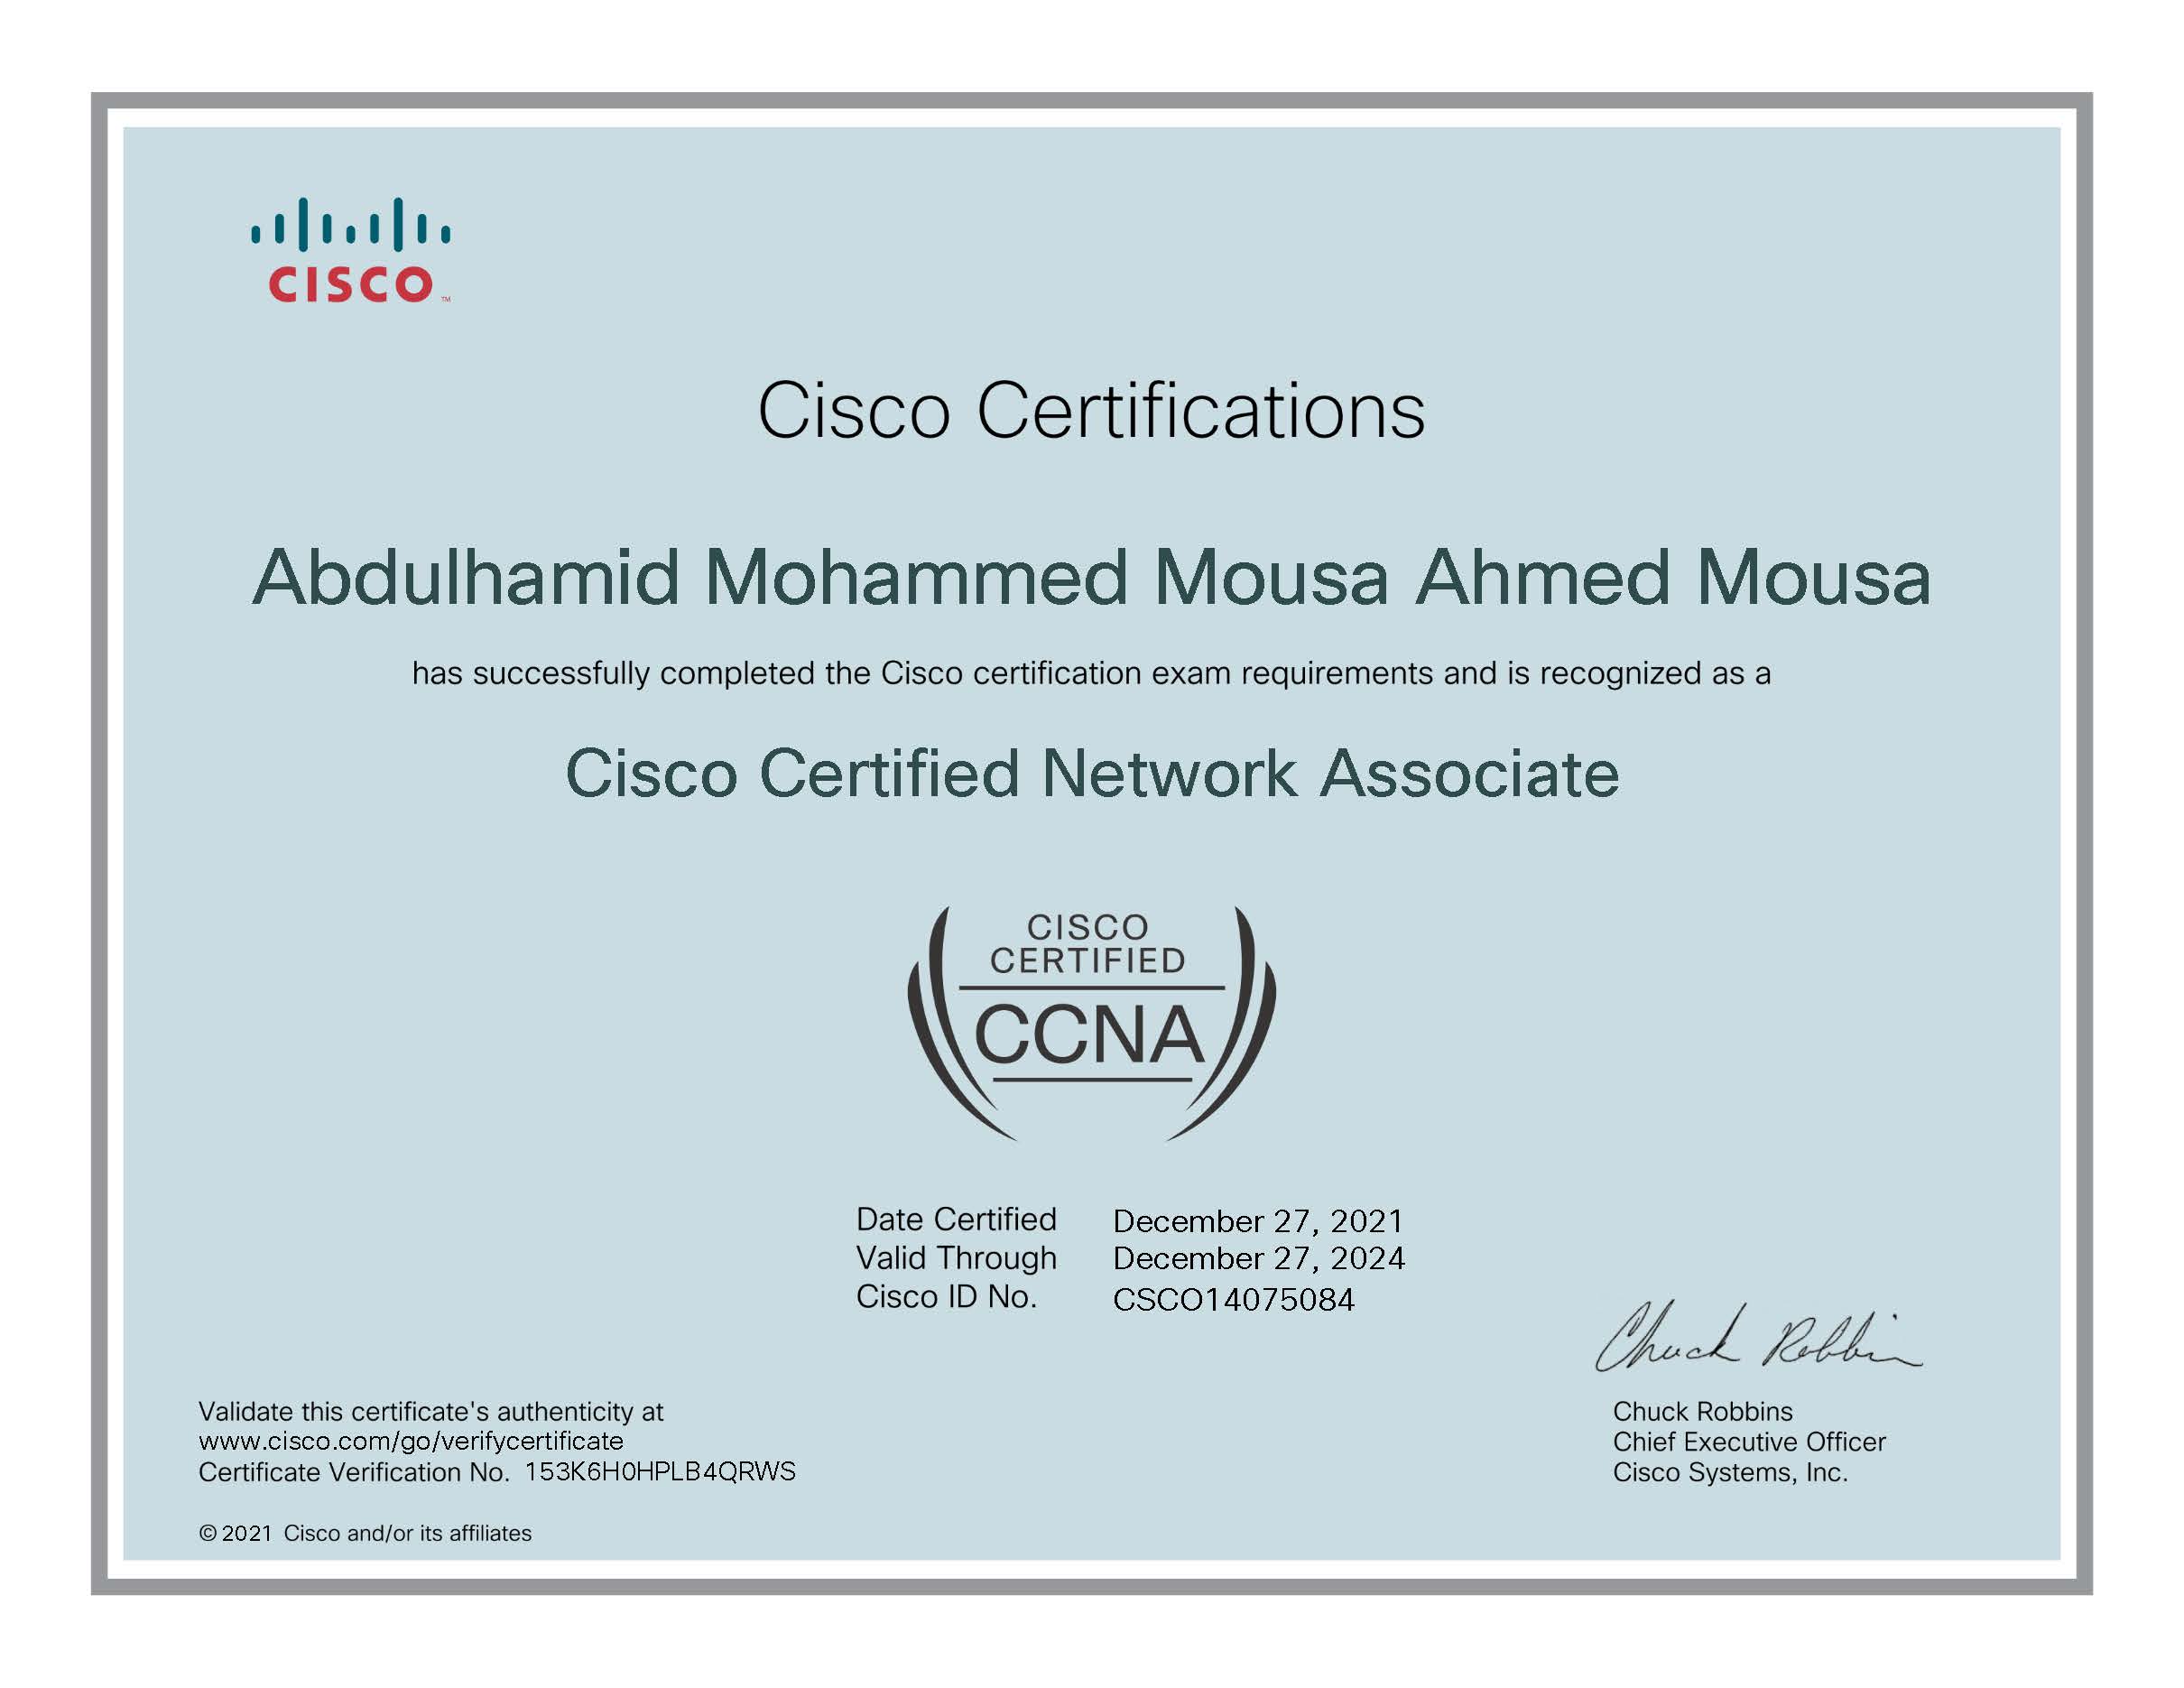 CISCO™
Cisco Certifications
Abdulhamid Mohammed Mousa Ahmed Mousa
has successfully completed the Cisco certification exam requirements and is recognized as a
Cisco Certified Network Associate
CISCO
CERTIFIED
CCNA
Date Certified December 27, 2021
Valid Through December 27, 2024
Cisco ID No. CSCO14075084
Chuck Robbins
Validate this certificate's authenticity at
www.cisco.com/go/verifycertificate
Certificate Verification No. 153K6H0HPLB4QRWS
Chuck Robbins
Chief Executive Officer
Cisco Systems, Inc.
© 2021 Cisco and/or its affiliates